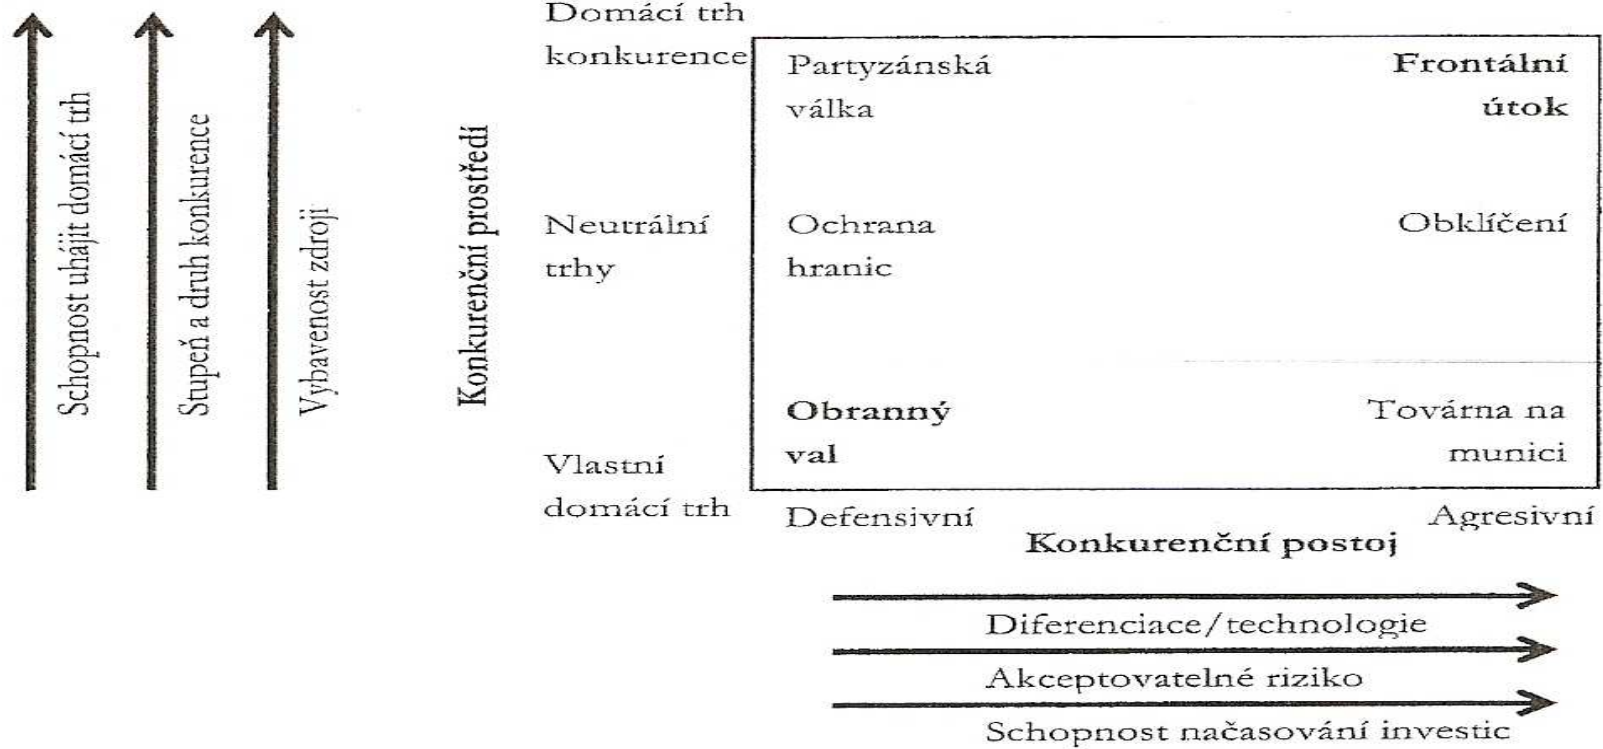 Schopnost uhájit domácí trh
Stupeň a druh konkurence
Vybavenost zdroji
Konkurenční prostředí
Domácí trh
konkurence
Neutrální
trhy
Vlastní
domácí trh
Partyzánská
válka
Frontální
útok
Ochrana
hranic
Obklíčení
Obranný
val
Továrna na
munici
Defensivní
Agresivní
Konkurenční postoj
Diferenciace/technologie
Akceptovatelné riziko
Schopnost načasování investic